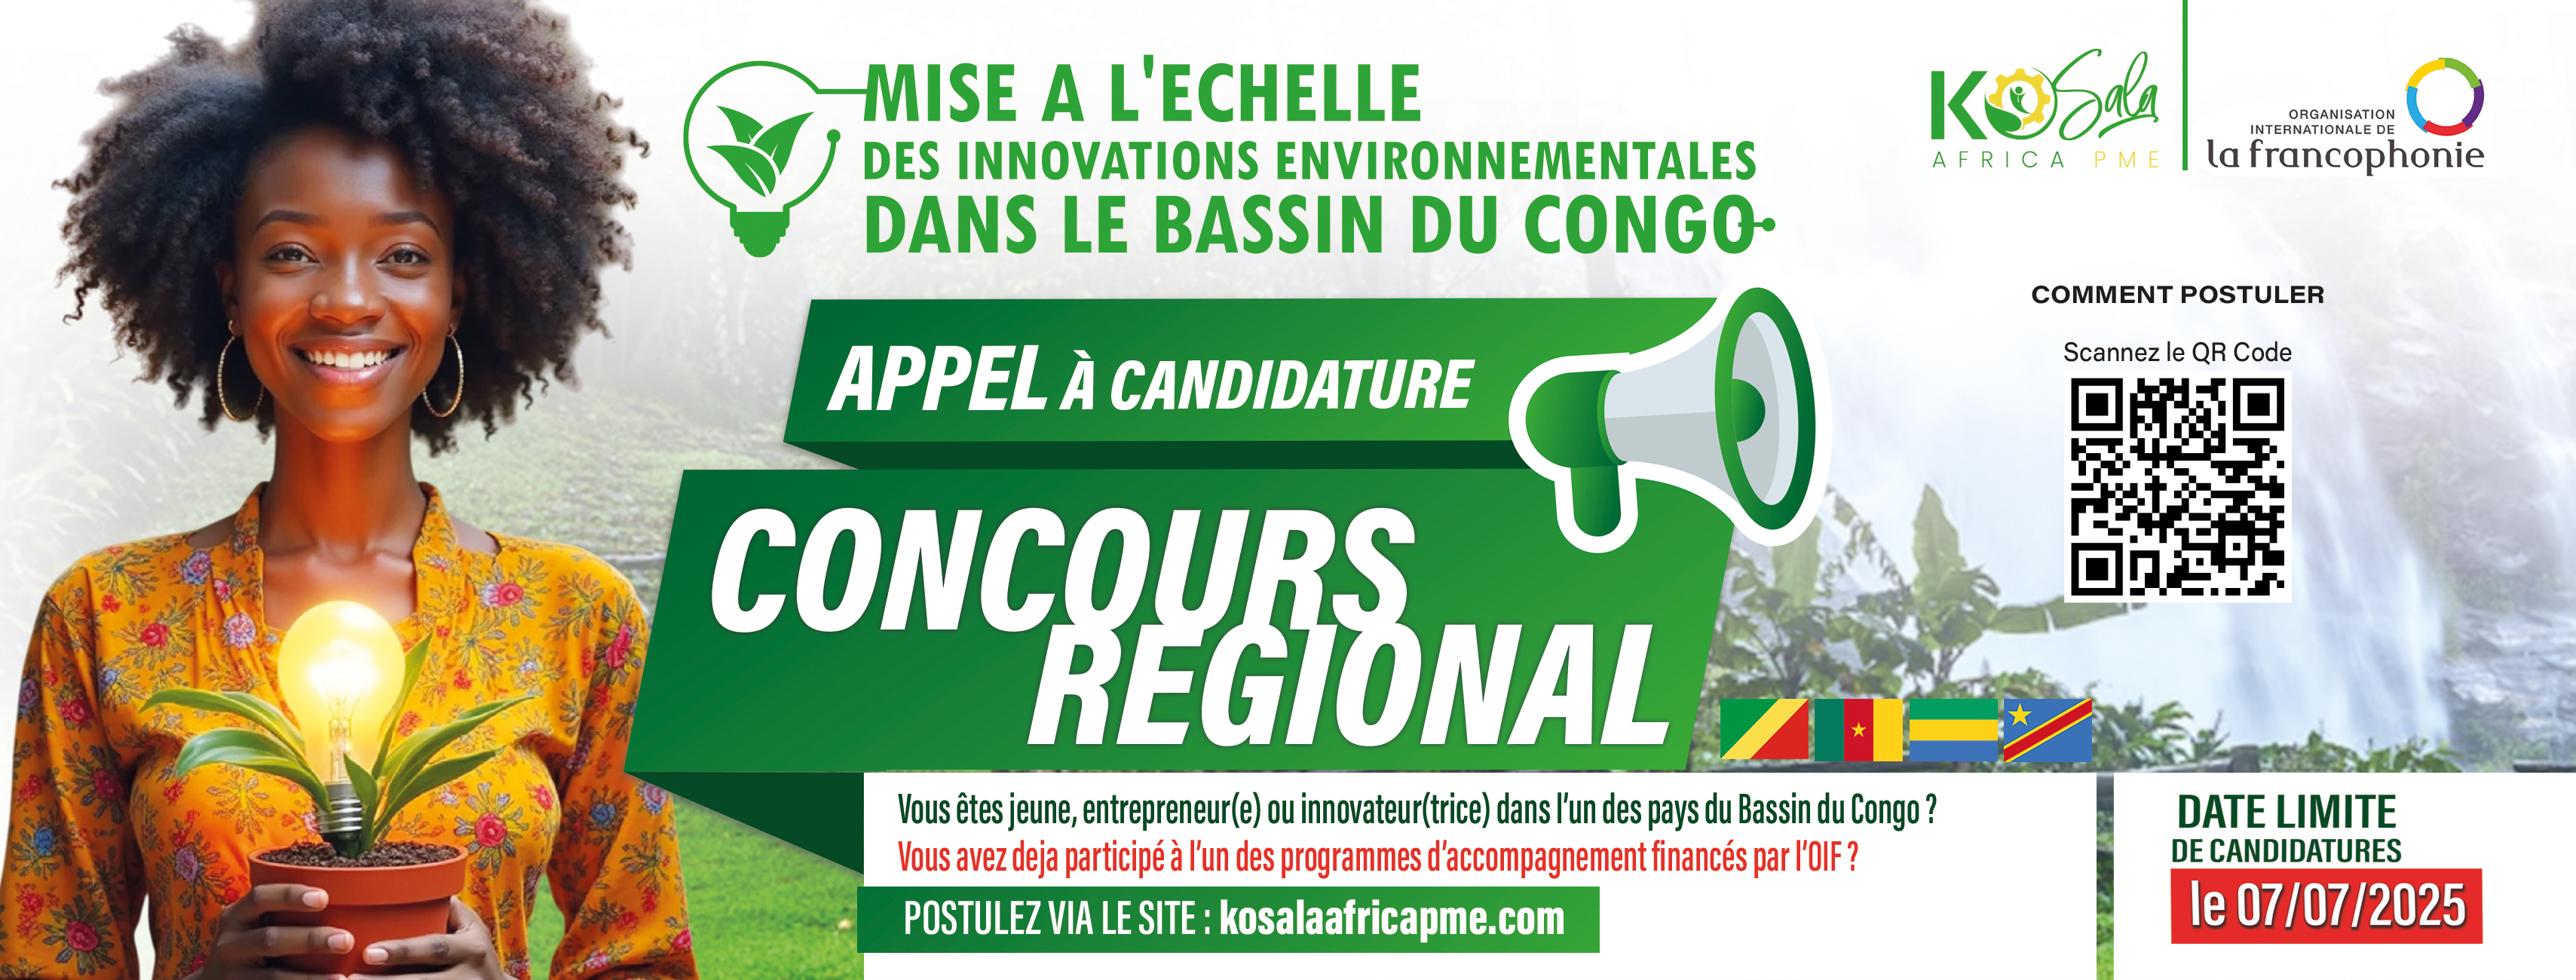 MISE A L'ECHELLE
DES INNOVATIONS ENVIRONNEMENTALES
DANS LE BASSIN DU CONGO
KOSala
AFRICA PME
ORGANISATION
INTERNATIONALE DE
la francophonie
APPEL À CANDIDATURE
CONCOURS
REGIONAL
COMMENT POSTULER
Scannez le QR Code
Vous êtes jeune, entrepreneur(e) ou innovateur(trice) dans l'un des pays du Bassin du Congo ?
Vous avez deja participé à l'un des programmes d'accompagnement financés par l'OIF ?
POSTULEZ VIA LE SITE : kosalaafricapme.com
DATE LIMITE
DE CANDIDATURES
le 07/07/2025